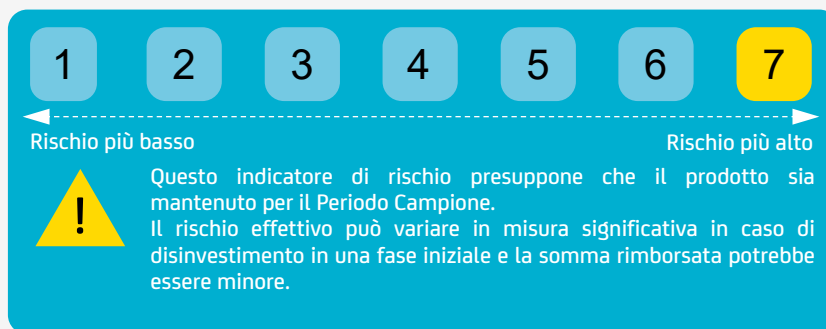 1 2 3 4 5 6 7
Rischio più basso Rischio più alto
Questo indicatore di rischio presuppone che il prodotto sia
mantenuto per il Periodo Campione.
!
Il rischio effettivo può variare in misura significativa in caso di
disinvestimento in una fase iniziale e la somma rimborsata potrebbe
essere minore.